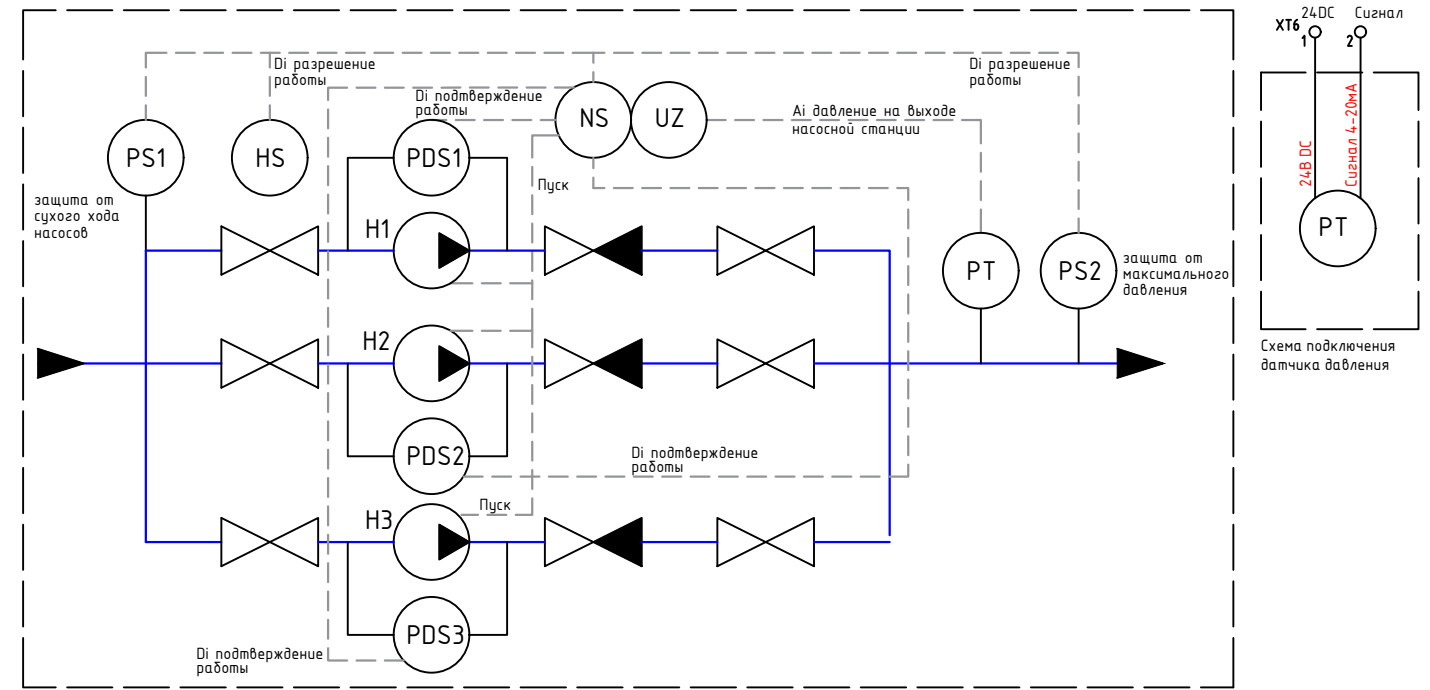 24DC Сигнал
XT6
1 2
Di разрешение
работы
Di разрешение
работы
Di подтверждение
работы
NS UZ
Ai давление на выходе
насосной станции
24В DC
Сигнал 4-20мА
PS1 HS PDS1
Пуск
защита от
сухого хода
насосов
H1
PT
PT PS2
защита от
максимального
давления
H2
Схема подключения
датчика давления
PDS2
Di подтверждение
работы
Пуск
H3
PDS3
Di подтверждение
работы